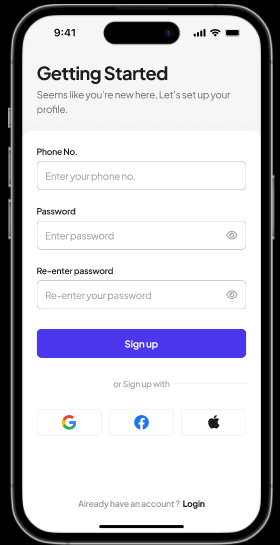 9:41
Getting Started
Seems like you're new here, Let's set up your
profile.
Phone No.
Enter your phone no.
Password
Enter password
Re-enter password
Re-enter your password
Sign up
or Sign up with
Already have an account ? Login